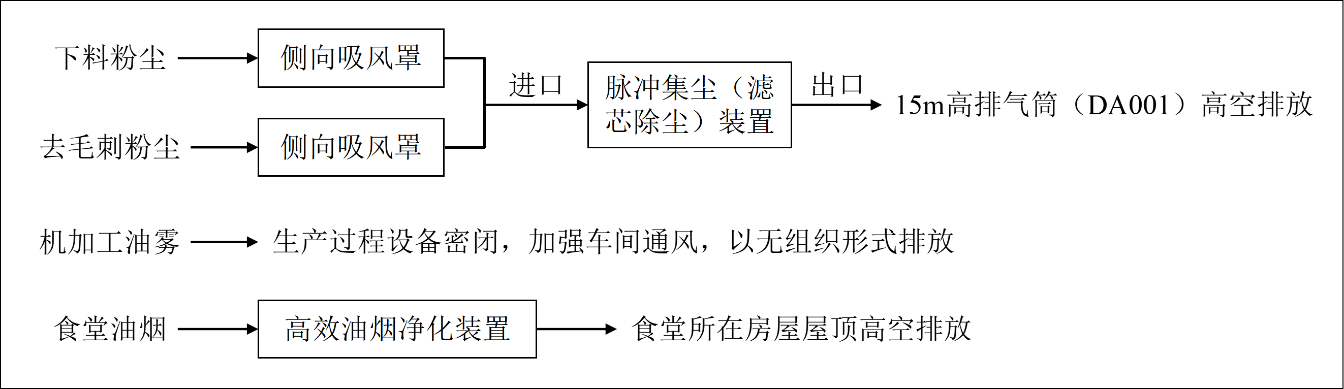 下料粉尘
侧向吸风罩
去毛刺粉尘
侧向吸风罩
进口
脉冲集尘（滤
芯除尘）装置
出口
15m高排气筒（DA001）高空排放
机加工油雾
生产过程设备密闭，加强车间通风，以无组织形式排放
食堂油烟
高效油烟净化装置
食堂所在房屋屋顶高空排放